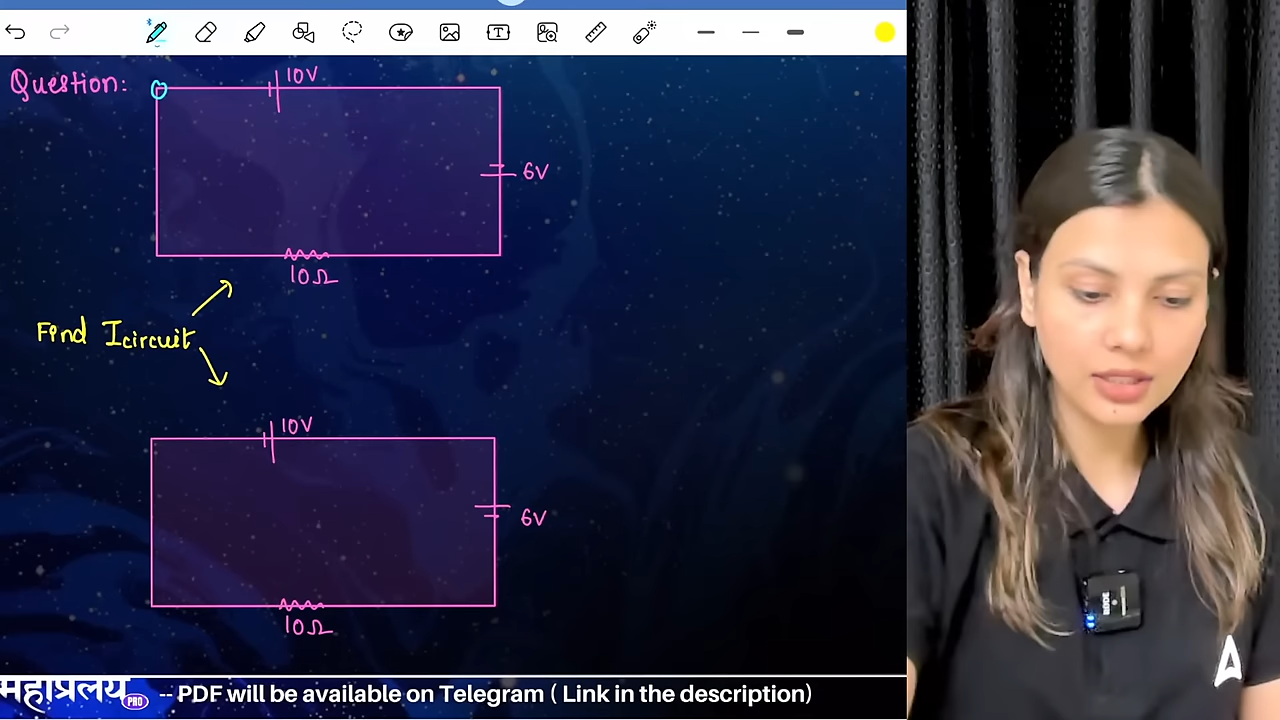 Question:
10V
6V
10Ω
Find Icircuit
10V
6V
10Ω
महाप्रलय PRO -- PDF will be available on Telegram ( Link in the description)